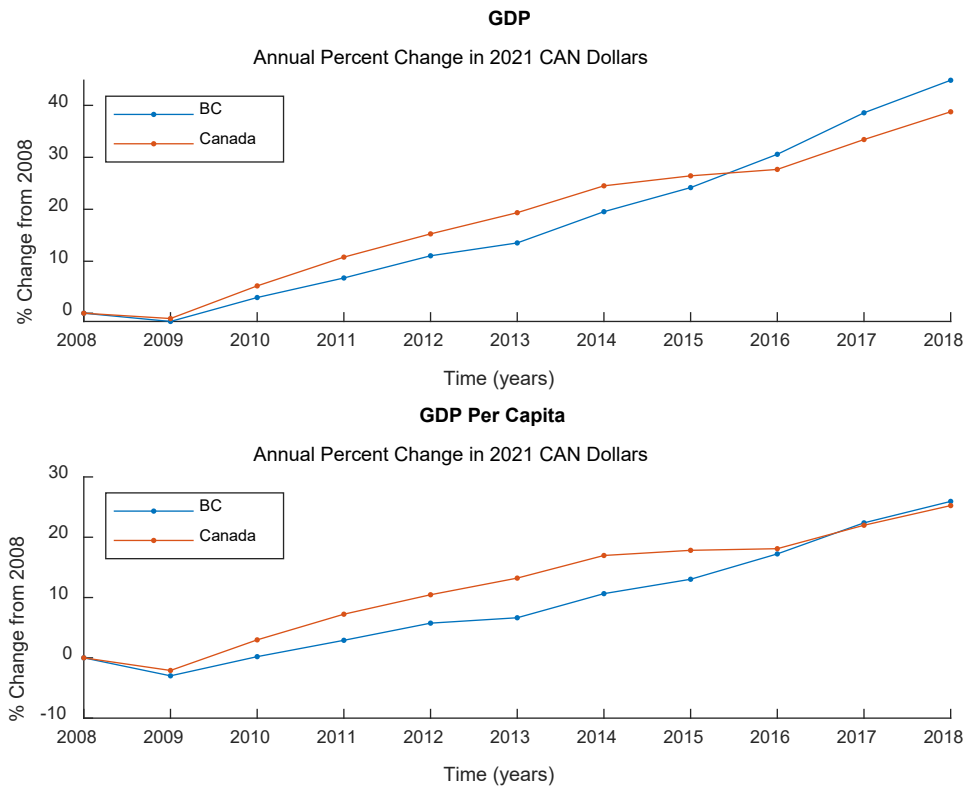 GDP
Annual Percent Change in 2021 CAN Dollars
% Change from 2008
40
30
20
10
0
BC
Canada
2008 2009 2010 2011 2012 2013 2014 2015 2016 2017 2018
Time (years)
GDP Per Capita
Annual Percent Change in 2021 CAN Dollars
% Change from 2008
30
20
10
0
-10
BC
Canada
2008 2009 2010 2011 2012 2013 2014 2015 2016 2017 2018
Time (years)